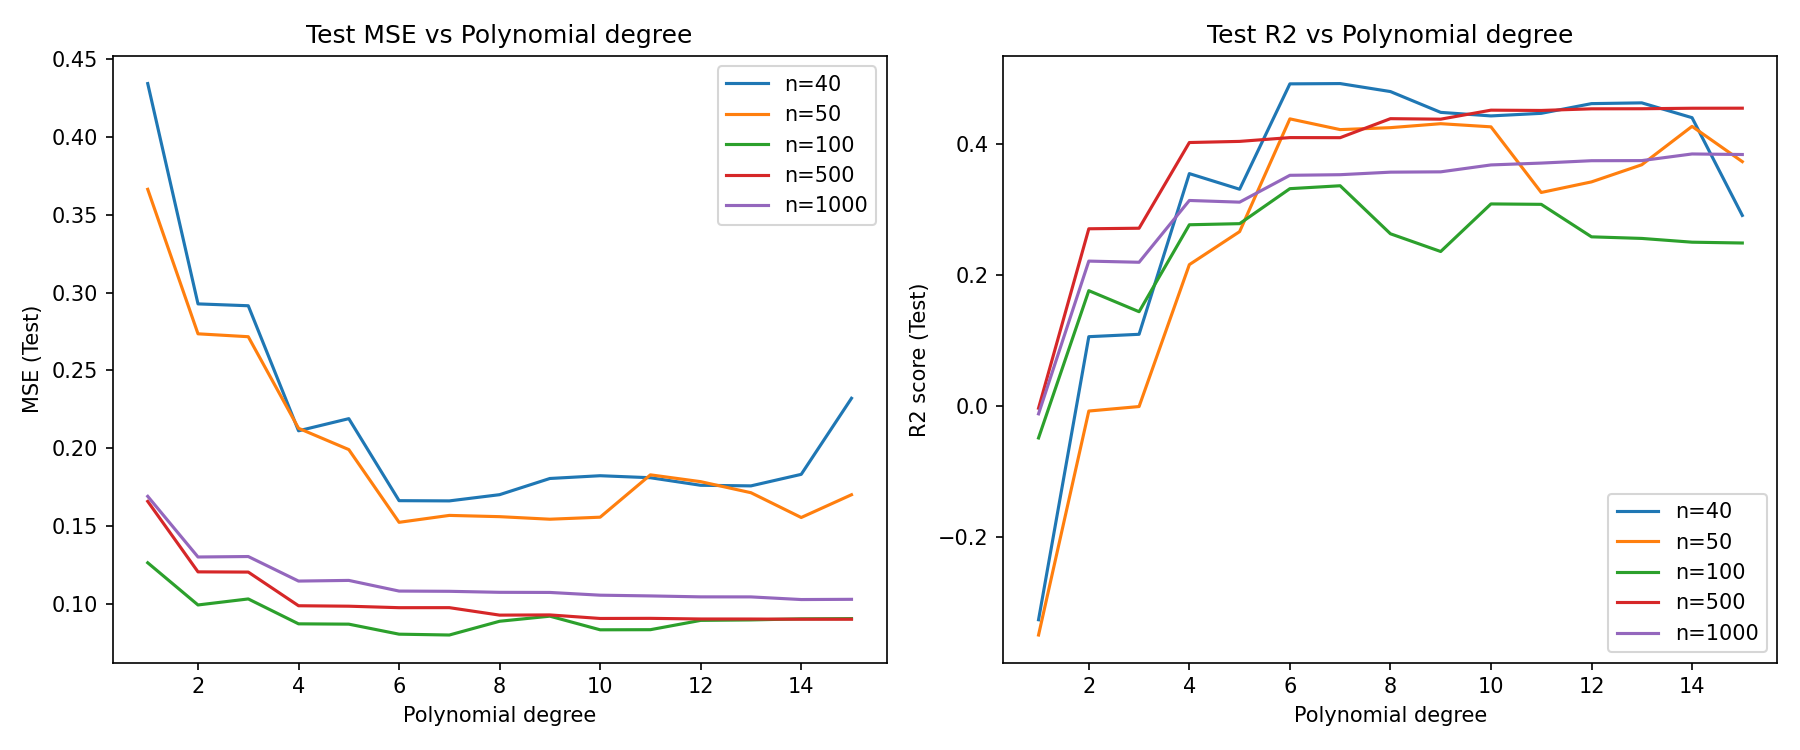 Test MSE vs Polynomial degree
0.45
0.40
0.35
0.30
0.25
0.20
0.15
0.10
MSE (Test)
n=40
n=50
n=100
n=500
n=1000
2 4 6 8 10 12 14
Polynomial degree
Test R2 vs Polynomial degree
0.4
0.2
0.0
−0.2
R2 score (Test)
n=40
n=50
n=100
n=500
n=1000
2 4 6 8 10 12 14
Polynomial degree